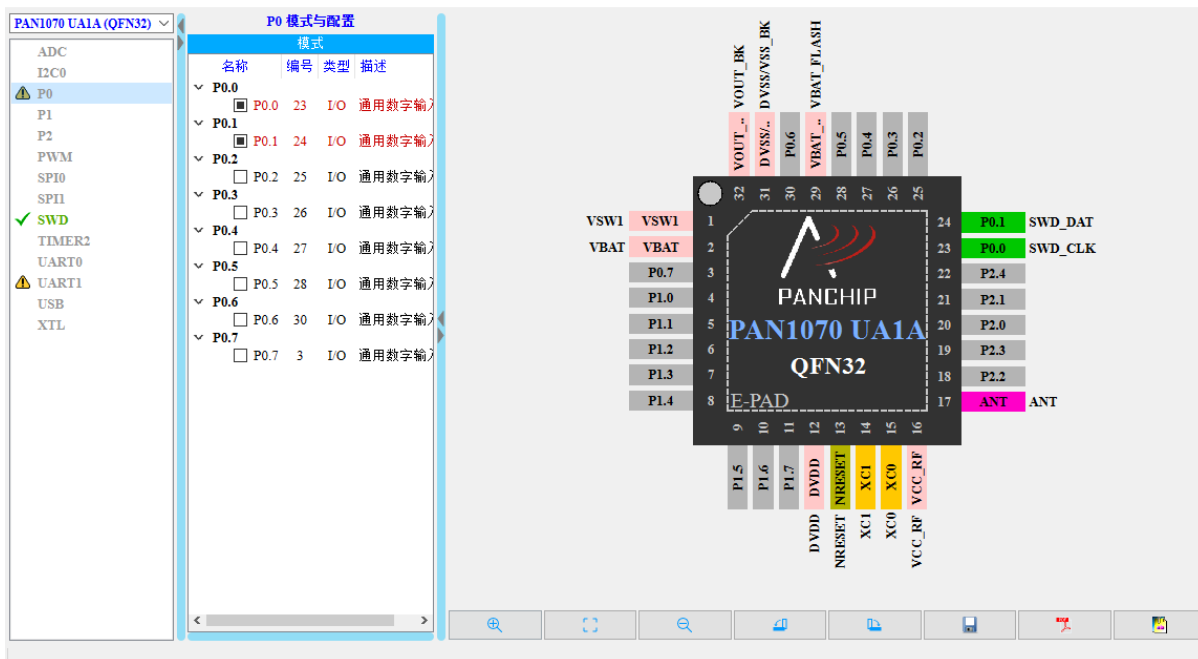 PAN1070 UA1A (QFN32)
ADC
I2C0
P0
P1
P2
PWM
SPI0
SPI1
SWD
TIMER2
UART0
UART1
USB
XTL
P0 模式与配置
模式
名称 编号 类型 描述
P0.0
P0.0 23 I/O 通用数字输入
P0.1
P0.1 24 I/O 通用数字输入
P0.2
P0.2 25 I/O 通用数字输入
P0.3
P0.3 26 I/O 通用数字输入
P0.4
P0.4 27 I/O 通用数字输入
P0.5
P0.5 28 I/O 通用数字输入
P0.6
P0.6 30 I/O 通用数字输入
P0.7
P0.7 3 I/O 通用数字输入
VOUT_BK DVSS/VSS_BK VBAT_FLASH
VOUT_.. DVSS/.. P0.6 VBAT_.. P0.5 P0.4 P0.3 P0.2
32 31 30 29 28 27 26 25
VSW1 VSW1 1
VBAT VBAT 2
P0.7 3
P1.0 4
P1.1 5
P1.2 6
P1.3 7
P1.4 8
PANCHIP
PAN1070 UA1A
QFN32
E-PAD
24 P0.1 SWD_DAT
23 P0.0 SWD_CLK
22 P2.4
21 P2.1
20 P2.0
19 P2.3
18 P2.2
17 ANT ANT
9 10 11 12 13 14 15 16
P1.5 P1.6 P1.7 DVDD NRESET XC1 XC0 VCC_RF
DVDD NRESET XC1 XC0 VCC_RF